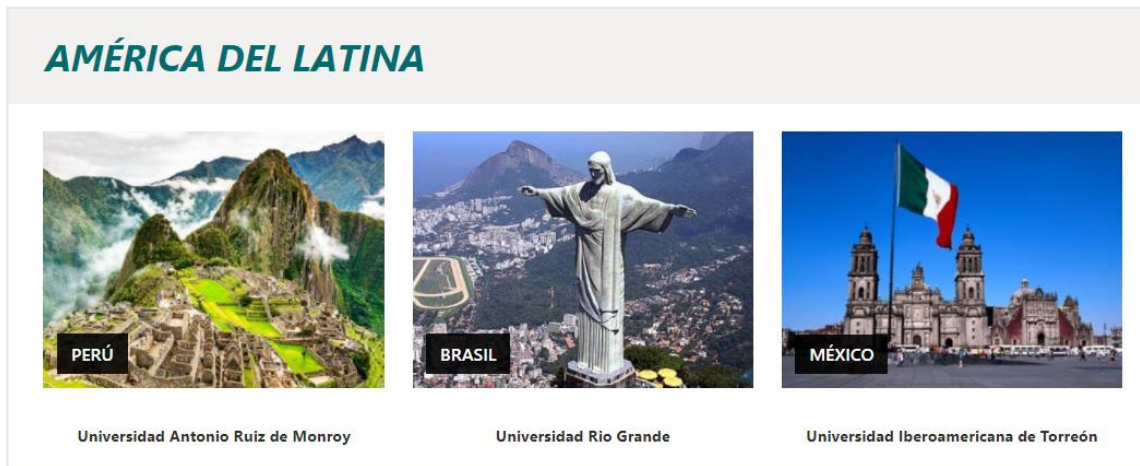 AMÉRICA DEL LATINA
PERÚ
BRASIL
MÉXICO
Universidad Antonio Ruiz de Monroy
Universidad Rio Grande
Universidad Iberoamericana de Torreón